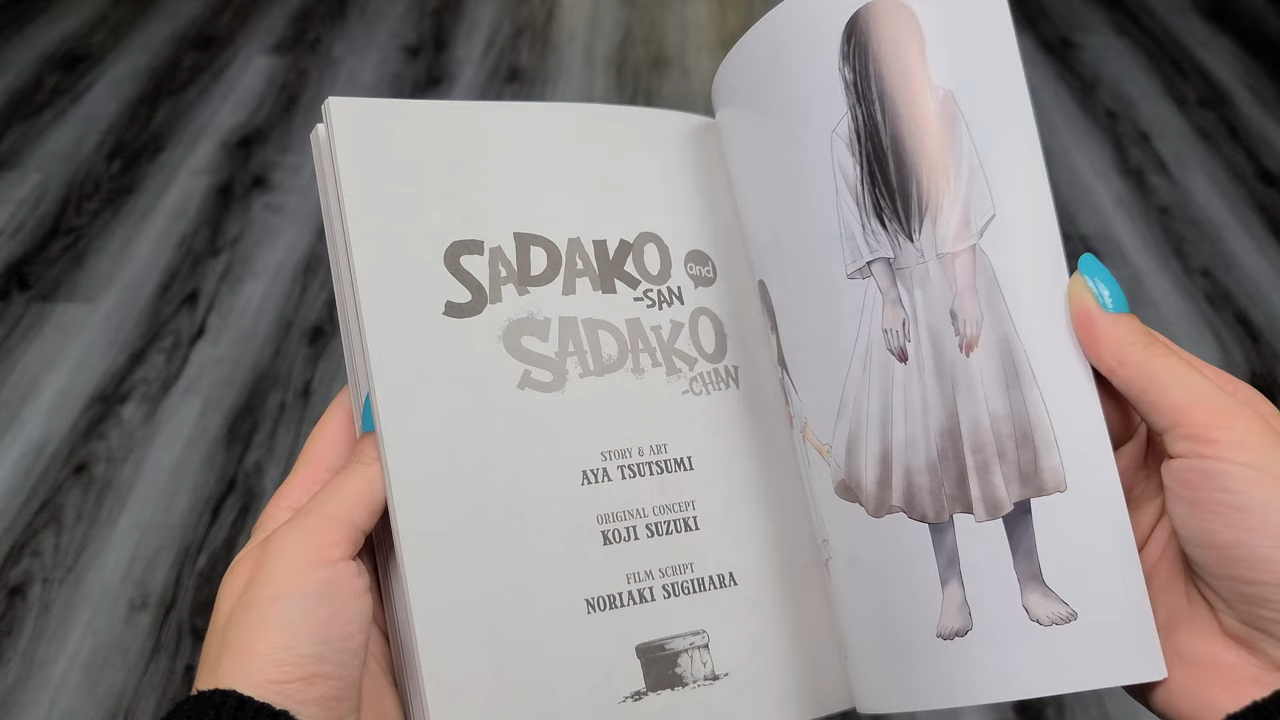 SADAKO
-SAN
and
SADAKO
-CHAN
STORY & ART
AYA TSUTSUMI
ORIGINAL CONCEPT
KOJI SUZUKI
FILM SCRIPT
NORIAKI SUGIHARA